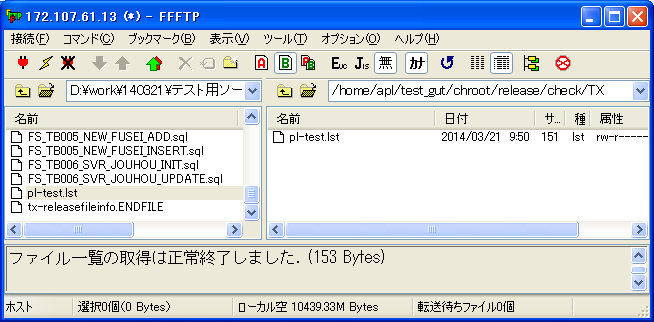 172.107.61.13 (*) - FFFTP
接続(F) コマンド(C) ブックマーク(B) 表示(V) ツール(T) オプション(O) ヘルプ(H)
A B EUC JIS 無 カナ
D:¥work¥140321¥テスト用ソー /home/apl/test_gut/chroot/release/check/TX
名前
FS_TB005_NEW_FUSEI_ADD.sql
FS_TB005_NEW_FUSEI_INSERT.sql
FS_TB006_SVR_JOUHOU_INIT.sql
FS_TB006_SVR_JOUHOU_UPDATE.sql
pl-test.lst
tx-releasefileinfo.ENDFILE
名前 日付 サ... 種 属性
pl-test.lst 2014/03/21 9:50 151 lst rw-r-----
ファイル一覧の取得は正常終了しました. (153 Bytes)
ホスト 選択0個(0 Bytes) ローカル空 10439.33M Bytes 転送待ちファイル0個